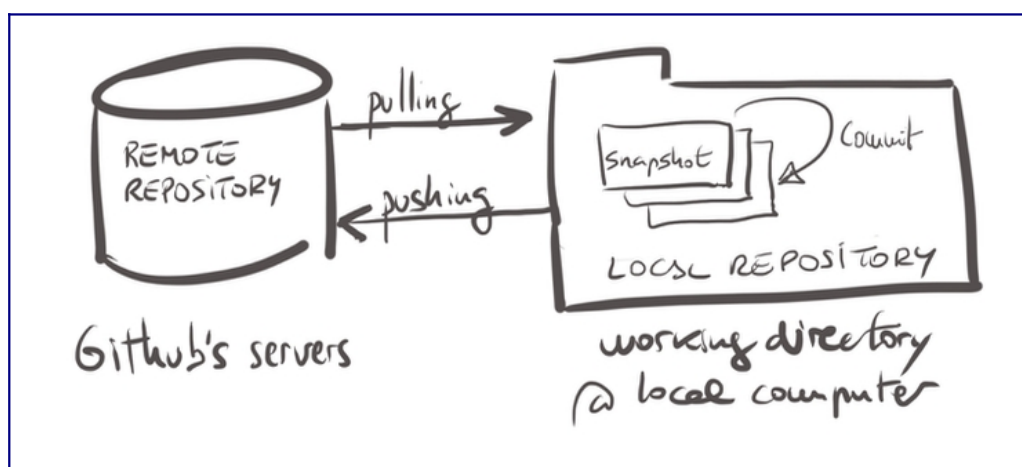 REMOTE
REPOSITORY
pulling
pushing
snapshot
Commit
LOCAL REPOSITORY
Github's servers
working directory
@ local computer